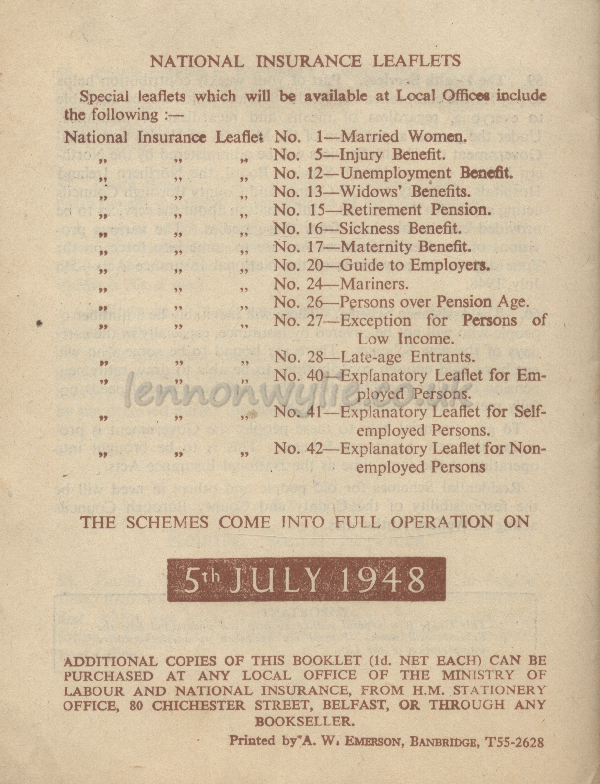 NATIONAL INSURANCE LEAFLETS
Special leaflets which will be available at Local Offices include
the following :—
National Insurance Leaflet No. 1—Married Women.
„ „ „ No. 5—Injury Benefit.
„ „ „ No. 12—Unemployment Benefit.
„ „ „ No. 13—Widows' Benefits.
„ „ „ No. 15—Retirement Pension.
„ „ „ No. 16—Sickness Benefit.
„ „ „ No. 17—Maternity Benefit.
„ „ „ No. 20—Guide to Employers.
„ „ „ No. 24—Mariners.
„ „ „ No. 26—Persons over Pension Age.
„ „ „ No. 27—Exception for Persons of
Low Income.
„ „ „ No. 28—Late-age Entrants.
„ „ „ No. 40—Explanatory Leaflet for Em-
ployed Persons.
lennonwylie.co.uk
„ „ „ No. 41—Explanatory Leaflet for Self-
employed Persons.
„ „ „ No. 42—Explanatory Leaflet for Non-
employed Persons
THE SCHEMES COME INTO FULL OPERATION ON
5th JULY 1948
ADDITIONAL COPIES OF THIS BOOKLET (1d. NET EACH) CAN BE
PURCHASED AT ANY LOCAL OFFICE OF THE MINISTRY OF
LABOUR AND NATIONAL INSURANCE, FROM H.M. STATIONERY
OFFICE, 80 CHICHESTER STREET, BELFAST, OR THROUGH ANY
BOOKSELLER.
Printed by A. W. EMERSON, BANBRIDGE, T55-2628